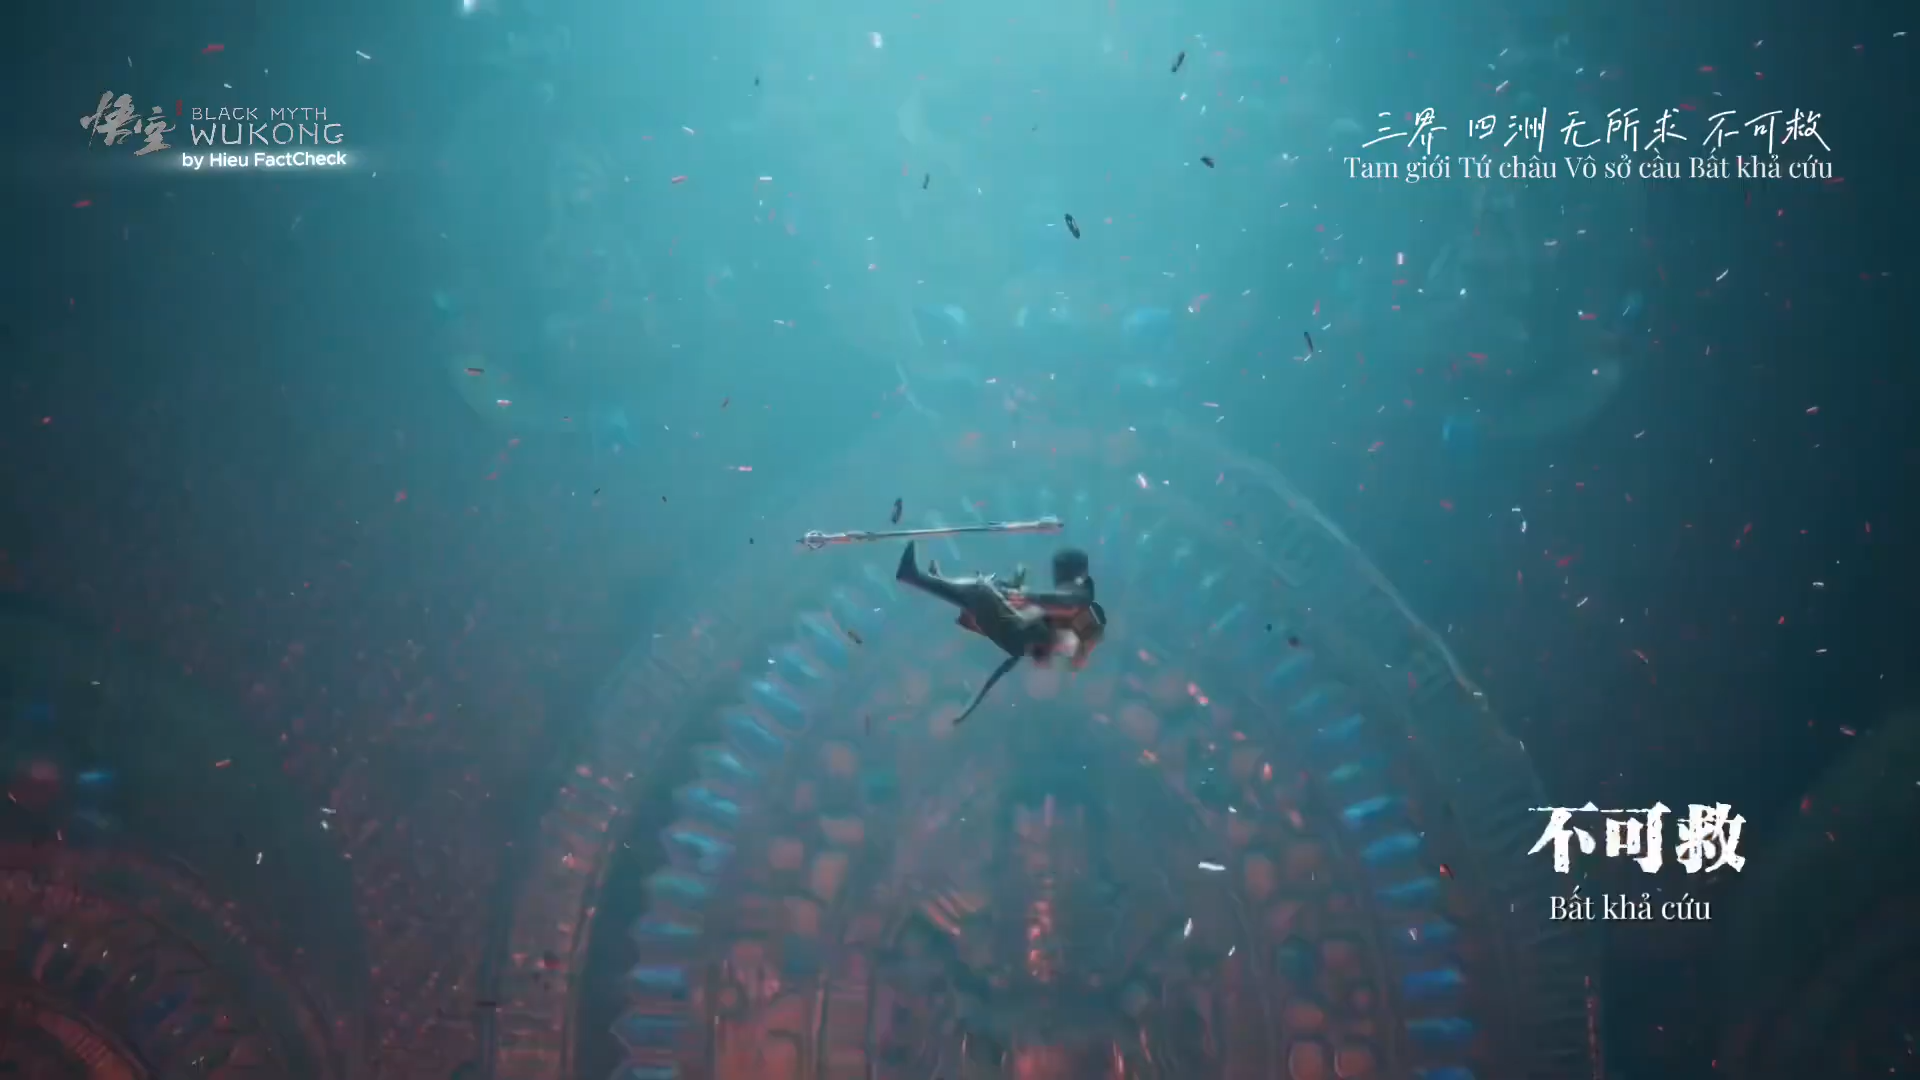 悟空 BLACK MYTH
WUKONG
by Hieu FactCheck
三界 四洲 无所求 不可救
Tam giới Tứ châu Vô sở cầu Bất khả cứu
不可救
Bất khả cứu